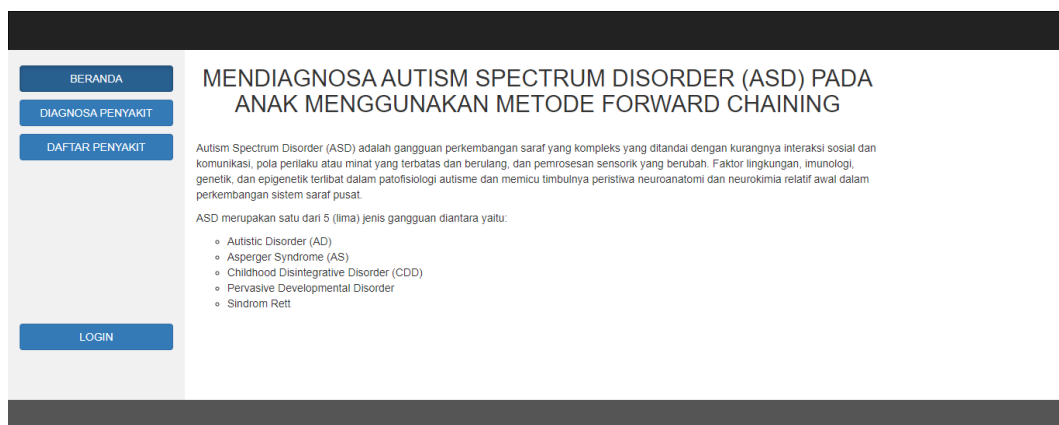 BERANDA
DIAGNOSA PENYAKIT
DAFTAR PENYAKIT
LOGIN
MENDIAGNOSA AUTISM SPECTRUM DISORDER (ASD) PADA
ANAK MENGGUNAKAN METODE FORWARD CHAINING
Autism Spectrum Disorder (ASD) adalah gangguan perkembangan saraf yang kompleks yang ditandai dengan kurangnya interaksi sosial dan
komunikasi, pola perilaku atau minat yang terbatas dan berulang, dan pemrosesan sensorik yang berubah. Faktor lingkungan, imunologi,
genetik, dan epigenetik terlibat dalam patofisiologi autisme dan memicu timbulnya peristiwa neuroanatomi dan neurokimia relatif awal dalam
perkembangan sistem saraf pusat.
ASD merupakan satu dari 5 (lima) jenis gangguan diantara yaitu:
Autistic Disorder (AD)
Asperger Syndrome (AS)
Childhood Disintegrative Disorder (CDD)
Pervasive Developmental Disorder
Sindrom Rett